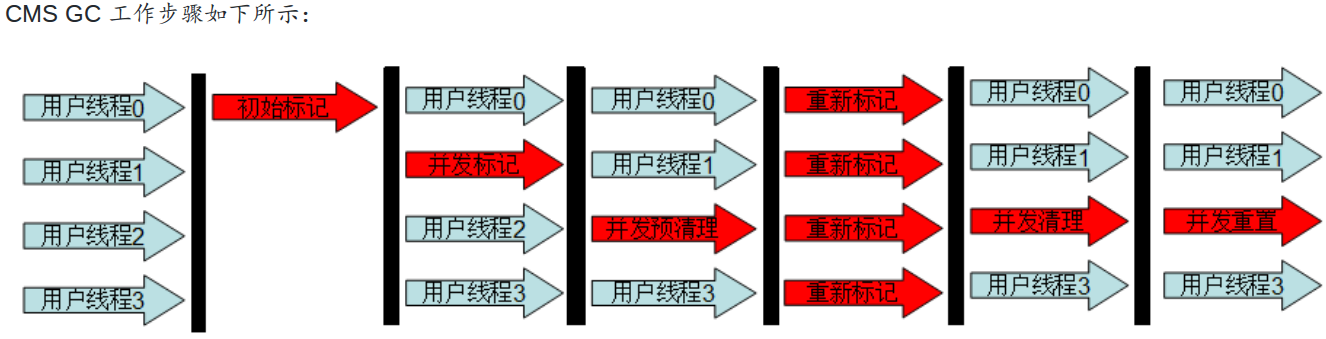 CMS GC 工作步骤如下所示：
用户线程0 初始标记 用户线程0 用户线程0 重新标记 用户线程0 用户线程0
用户线程1 并发标记 用户线程1 重新标记 用户线程1 用户线程1
用户线程2 用户线程2 并发预清理 重新标记 并发清理 并发重置
用户线程3 用户线程3 用户线程3 重新标记 用户线程3 用户线程3